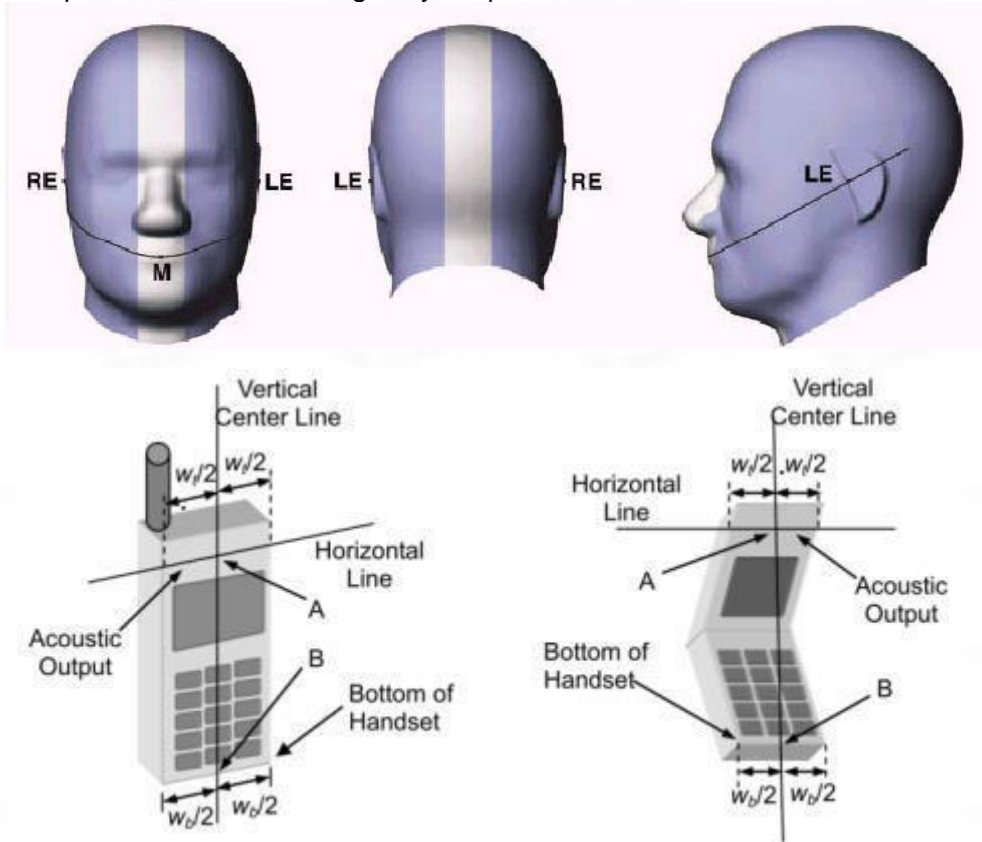 RE
LE
M
LE
RE
LE
Vertical
Center Line
wt/2
wt/2
Horizontal
Line
A
Acoustic
Output
B
Bottom of
Handset
wb/2
wb/2
Vertical
Center Line
wt/2
wt/2
Horizontal
Line
A
Acoustic
Output
Bottom of
Handset
B
wb/2
wb/2